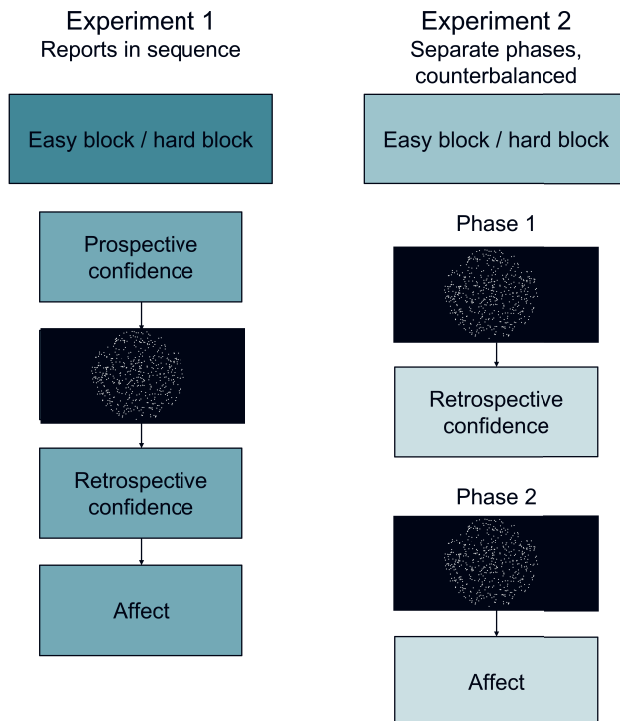 Experiment 1
Reports in sequence
Easy block / hard block
Prospective
confidence
Retrospective
confidence
Affect
Experiment 2
Separate phases,
counterbalanced
Easy block / hard block
Phase 1
Retrospective
confidence
Phase 2
Affect